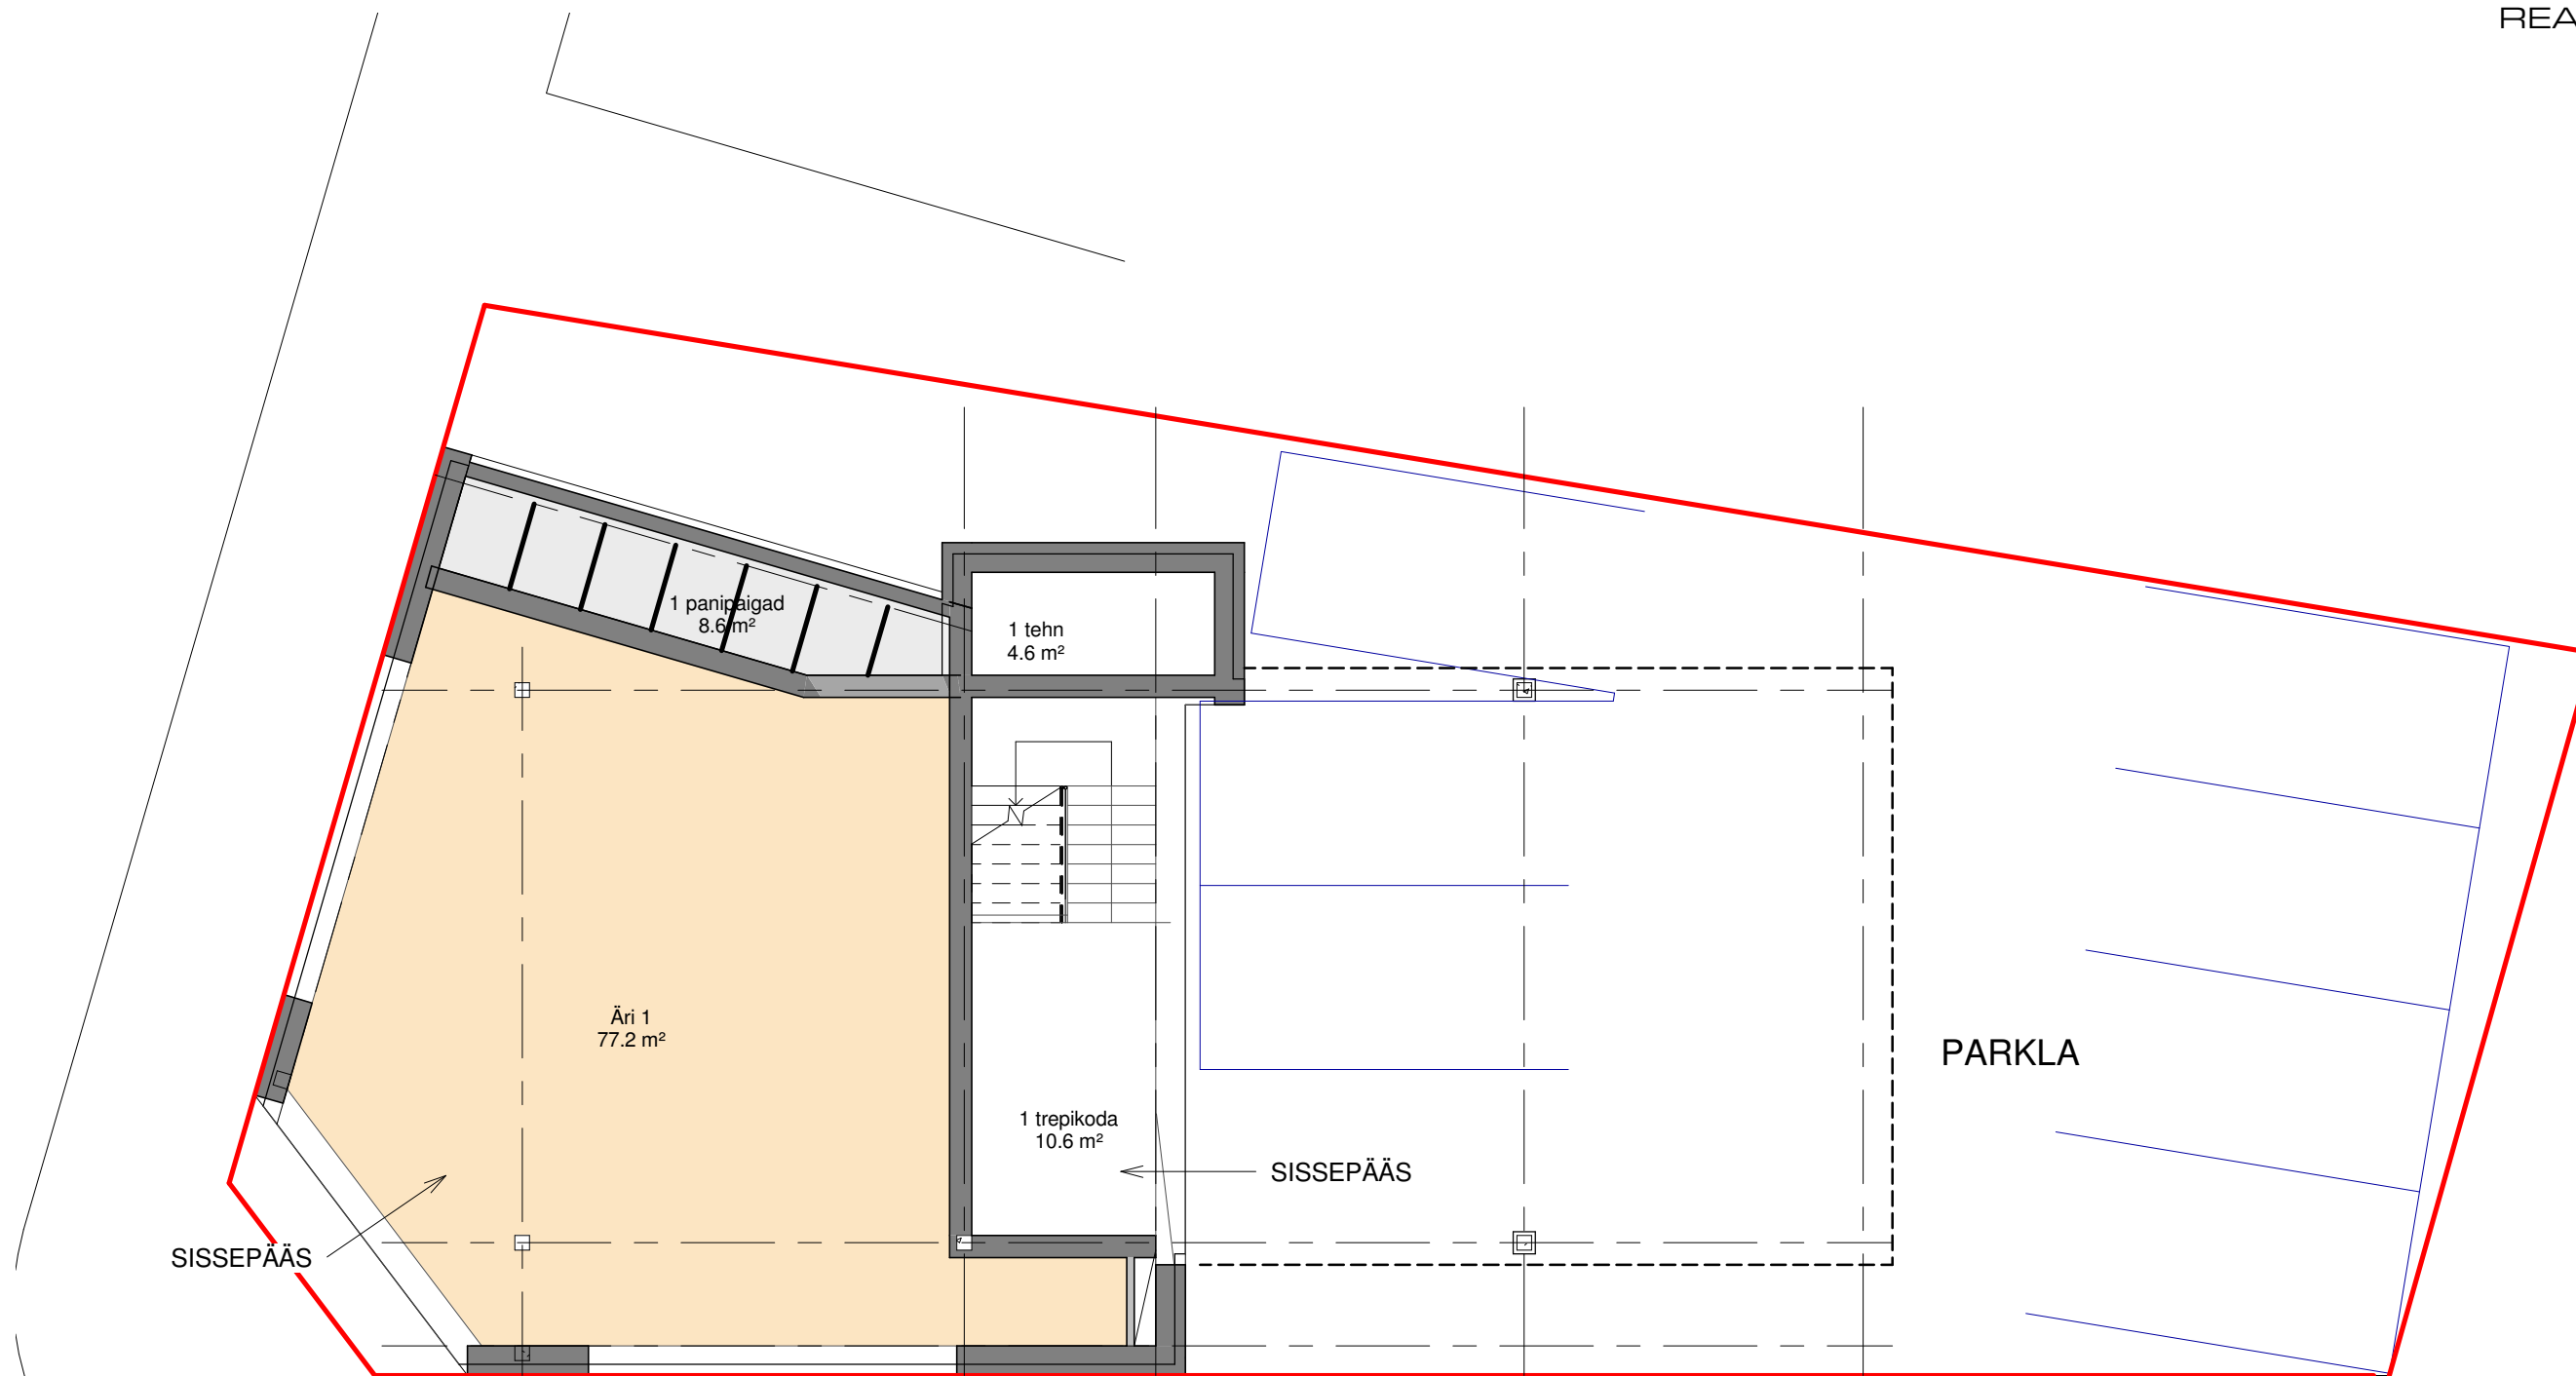 REA
1 panipaigad
8.6 m²
1 tehn
4.6 m²
Äri 1
77.2 m²
PARKLA
1 trepikoda
10.6 m²
SISSEPÄÄS
SISSEPÄÄS